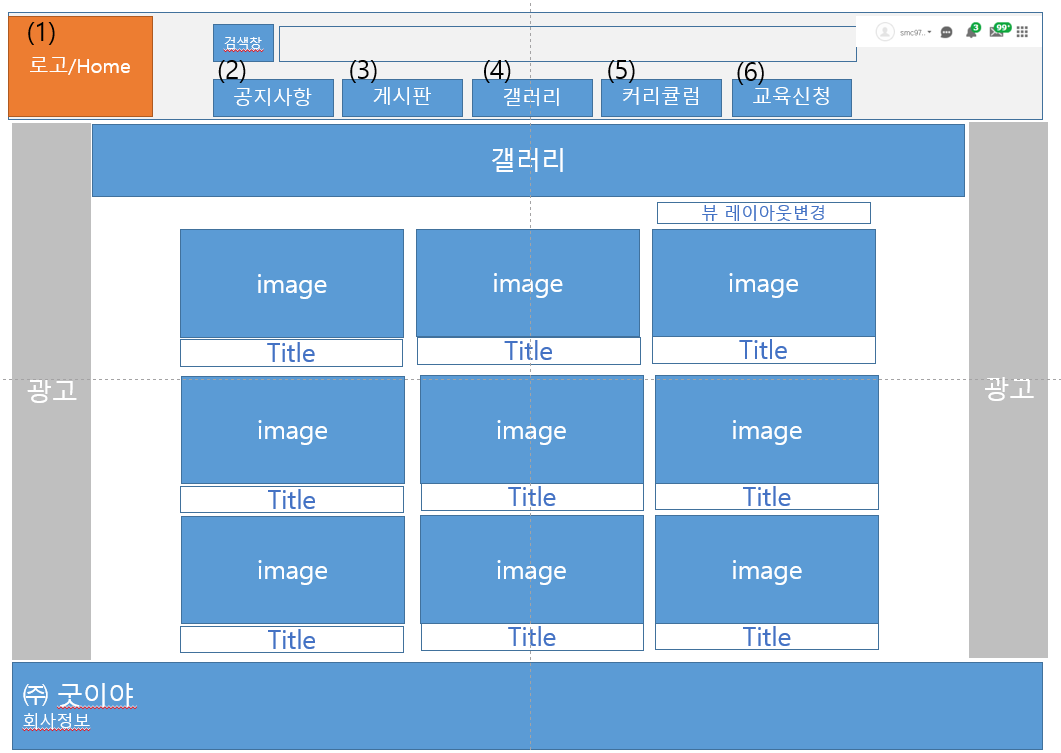 (1)
로고/Home
검색창
smc97..
3
99+
(2)
공지사항
(3)
게시판
(4)
갤러리
(5)
커리큘럼
(6)
교육신청
갤러리
광고
광고
뷰 레이아웃변경
image
image
image
Title
Title
Title
image
image
image
Title
Title
Title
image
image
image
Title
Title
Title
㈜ 굿이야
회사정보